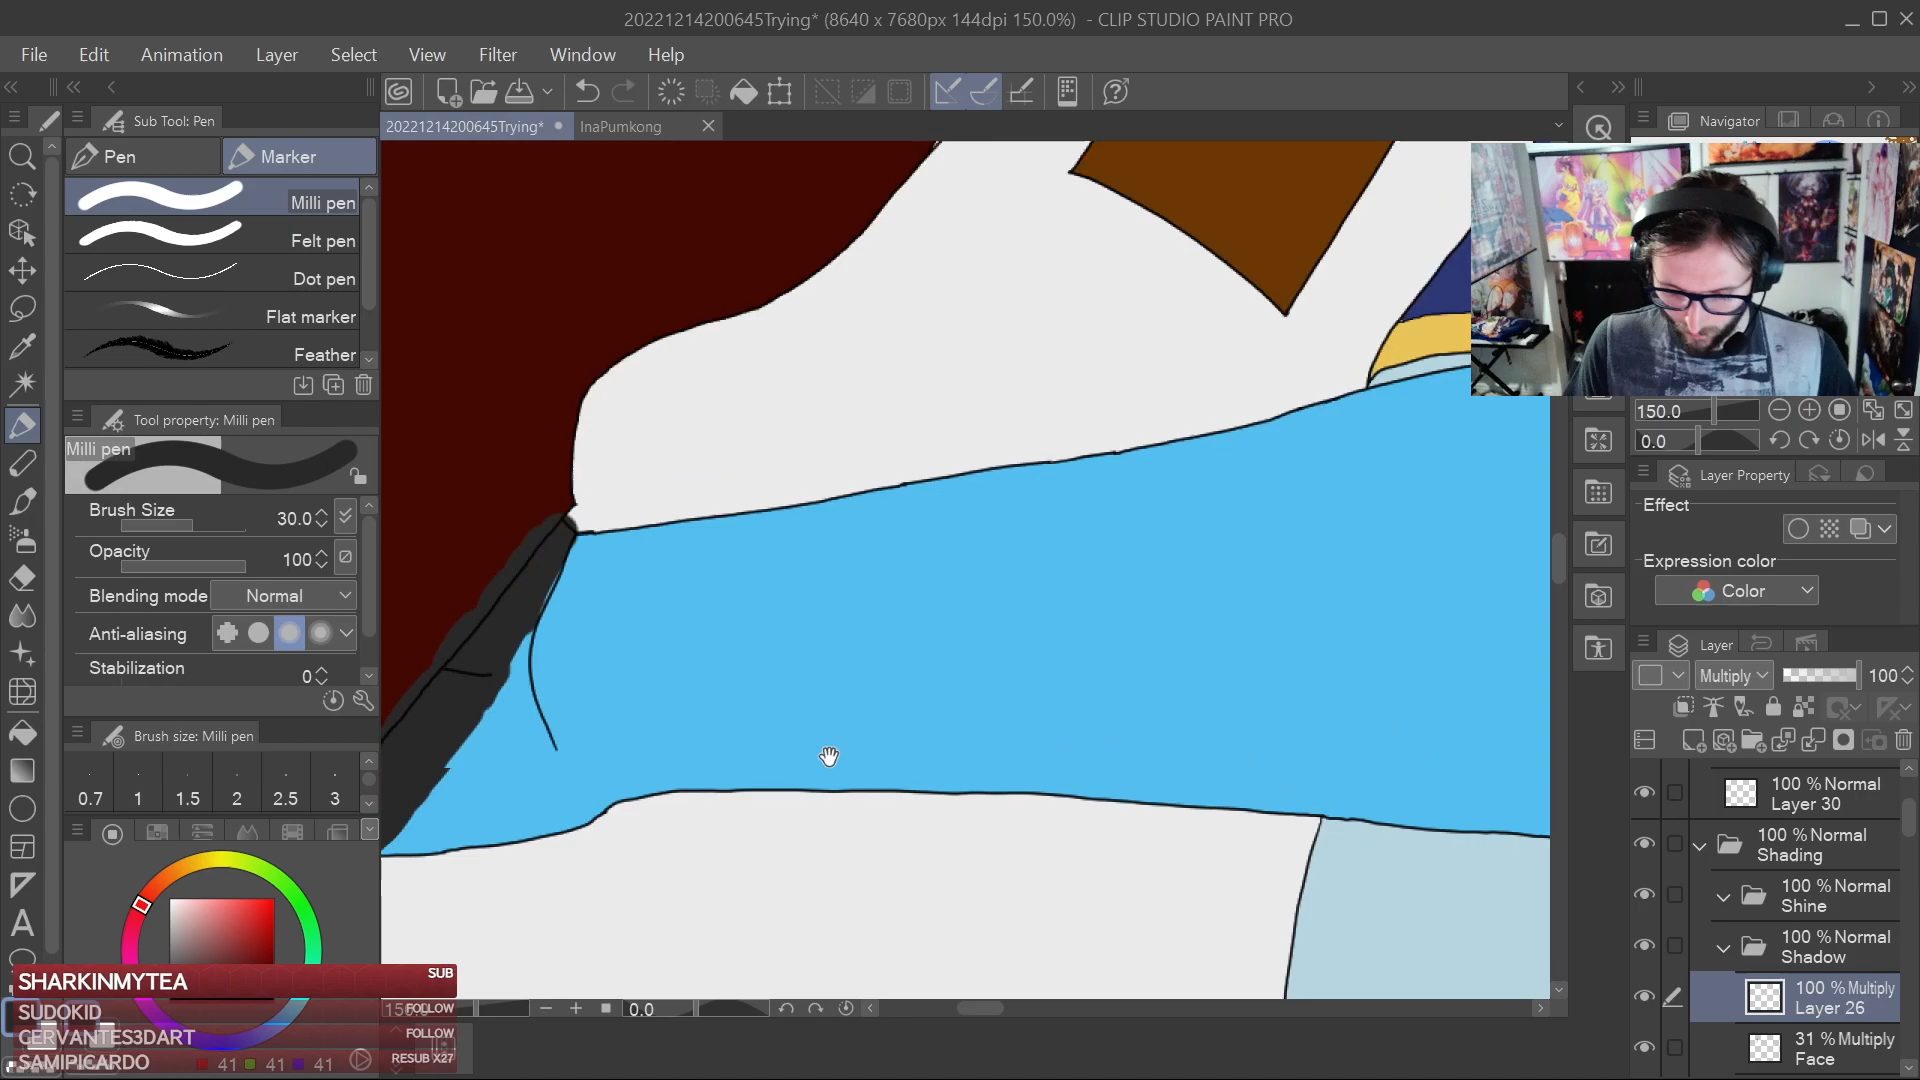 20221214200645Trying* (8640 x 7680px 144dpi 150.0%) - CLIP STUDIO PAINT PRO
File Edit Animation Layer Select View Filter Window Help
Sub Tool: Pen
20221214200645Trying*
InaPumkong
Navigator
Pen
Marker
Milli pen
Felt pen
Dot pen
Flat marker
Feather
Tool property: Milli pen
Milli pen
Brush Size 30.0
Opacity 100
Blending mode Normal
Anti-aliasing
Stabilization 0
Brush size: Milli pen
0.7 1 1.5 2 2.5 3
150.0
0.0
Layer Property
Effect
Expression color
Color
Layer
Multiply 100
100 % Normal
Layer 30
100 % Normal
Shading
100 % Normal
Shine
100 % Normal
Shadow
100 % Multiply
Layer 26
31 % Multiply
Face
SHARKINMYTEA SUB
SUDOKID FOLLOW
CERVANTES3DART FOLLOW
SAMIPICARDO RESUB X27
41 41 41
0.0